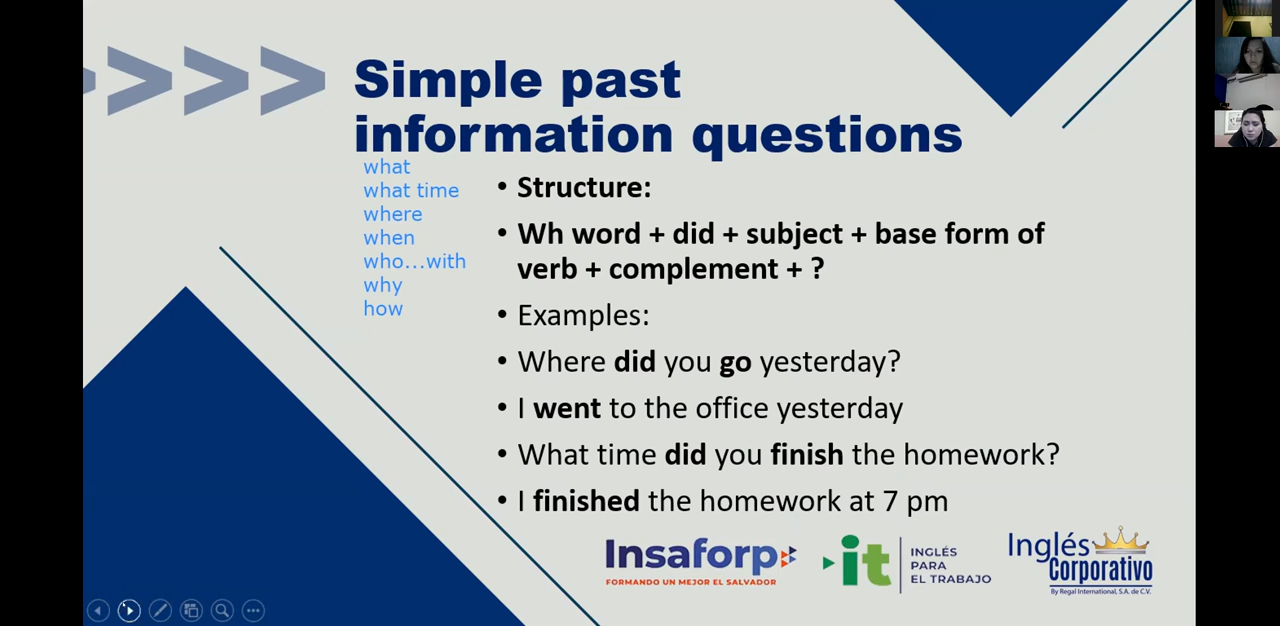 Simple past
information questions
what
what time
where
when
who...with
why
how
• Structure:
• Wh word + did + subject + base form of
verb + complement + ?
• Examples:
• Where did you go yesterday?
• I went to the office yesterday
• What time did you finish the homework?
• I finished the homework at 7 pm
Insaforp
FORMANDO UN MEJOR EL SALVADOR
it
INGLÉS
PARA
EL TRABAJO
Inglés
Corporativo
By Regal International, S.A. de C.V.